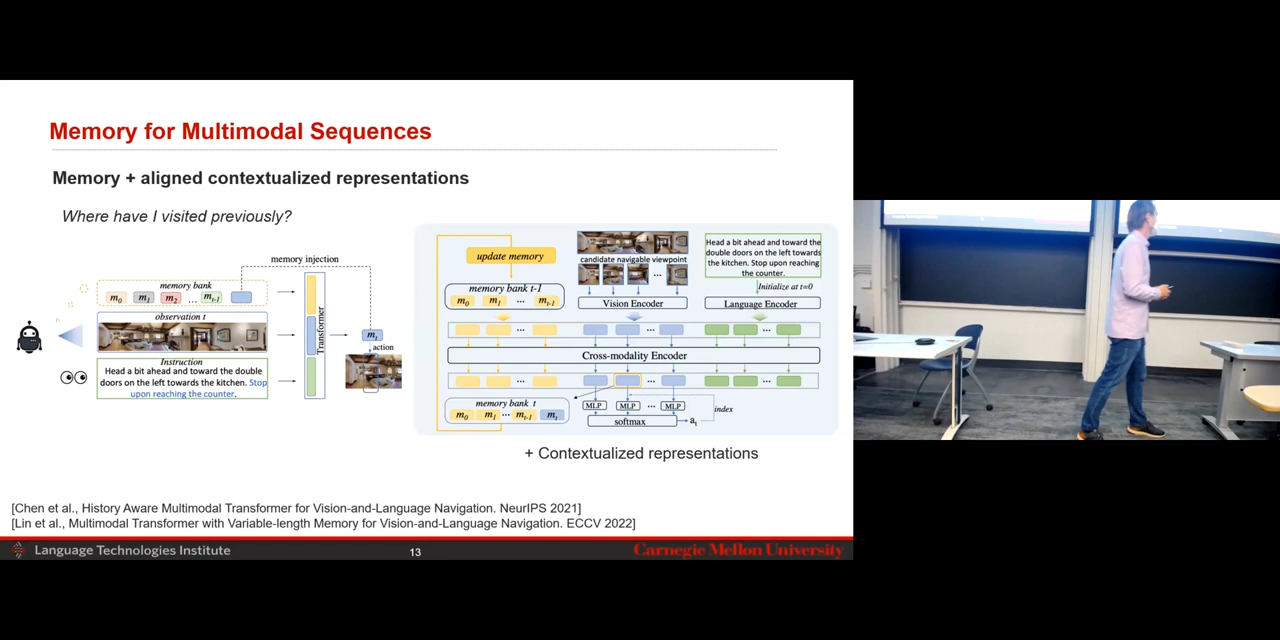 Memory for Multimodal Sequences
Memory + aligned contextualized representations
Where have I visited previously?
memory injection
memory bank
m0 m1 m2 ... mt-1
observation t
Instruction
Head a bit ahead and toward the double
doors on the left towards the kitchen. Stop
upon reaching the counter.
Transformer
mt
action
update memory
memory bank t-1
m0 m1 ... mt-1
candidate navigable viewpoint
...
Vision Encoder
Head a bit ahead and toward the
double doors on the left towards
the kitchen. Stop upon reaching
the counter.
Initialize at t=0
Language Encoder
... ... ...
Cross-modality Encoder
... ... ...
memory bank t
m0 m1 ... mt-1 mt
MLP MLP ... MLP
index
softmax
at
+ Contextualized representations
[Chen et al., History Aware Multimodal Transformer for Vision-and-Language Navigation. NeurIPS 2021]
[Lin et al., Multimodal Transformer with Variable-length Memory for Vision-and-Language Navigation. ECCV 2022]
Language Technologies Institute
13
Carnegie Mellon University